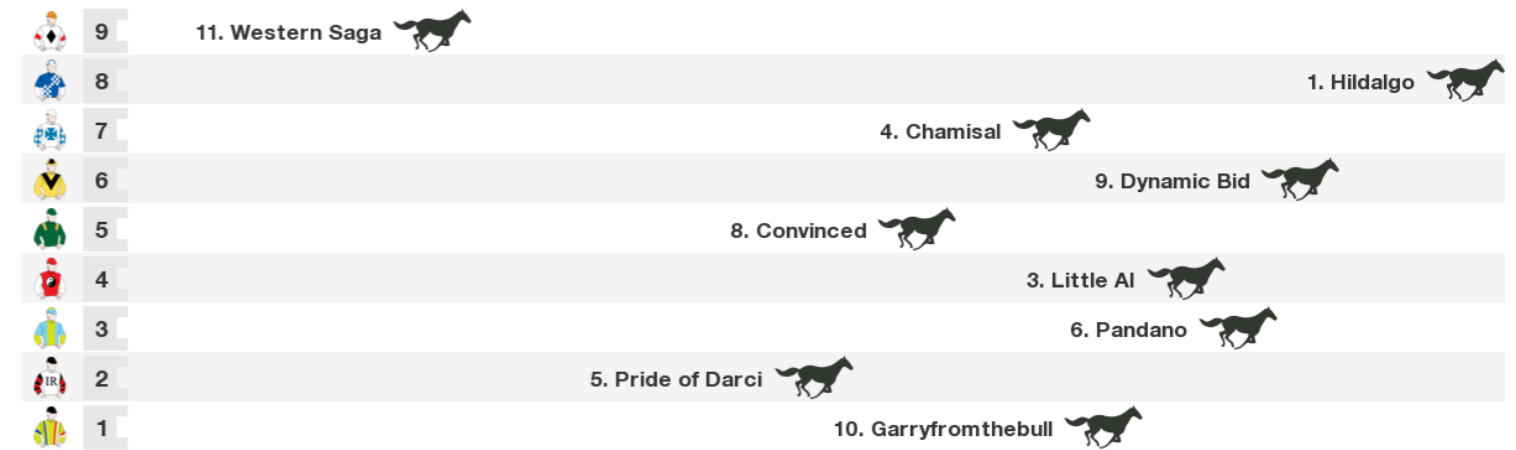 9 11. Western Saga
8 1. Hildalgo
7 4. Chamisal
6 9. Dynamic Bid
5 8. Convinced
4 3. Little Al
3 6. Pandano
2 IR 5. Pride of Darci
1 10. Garryfromthebull